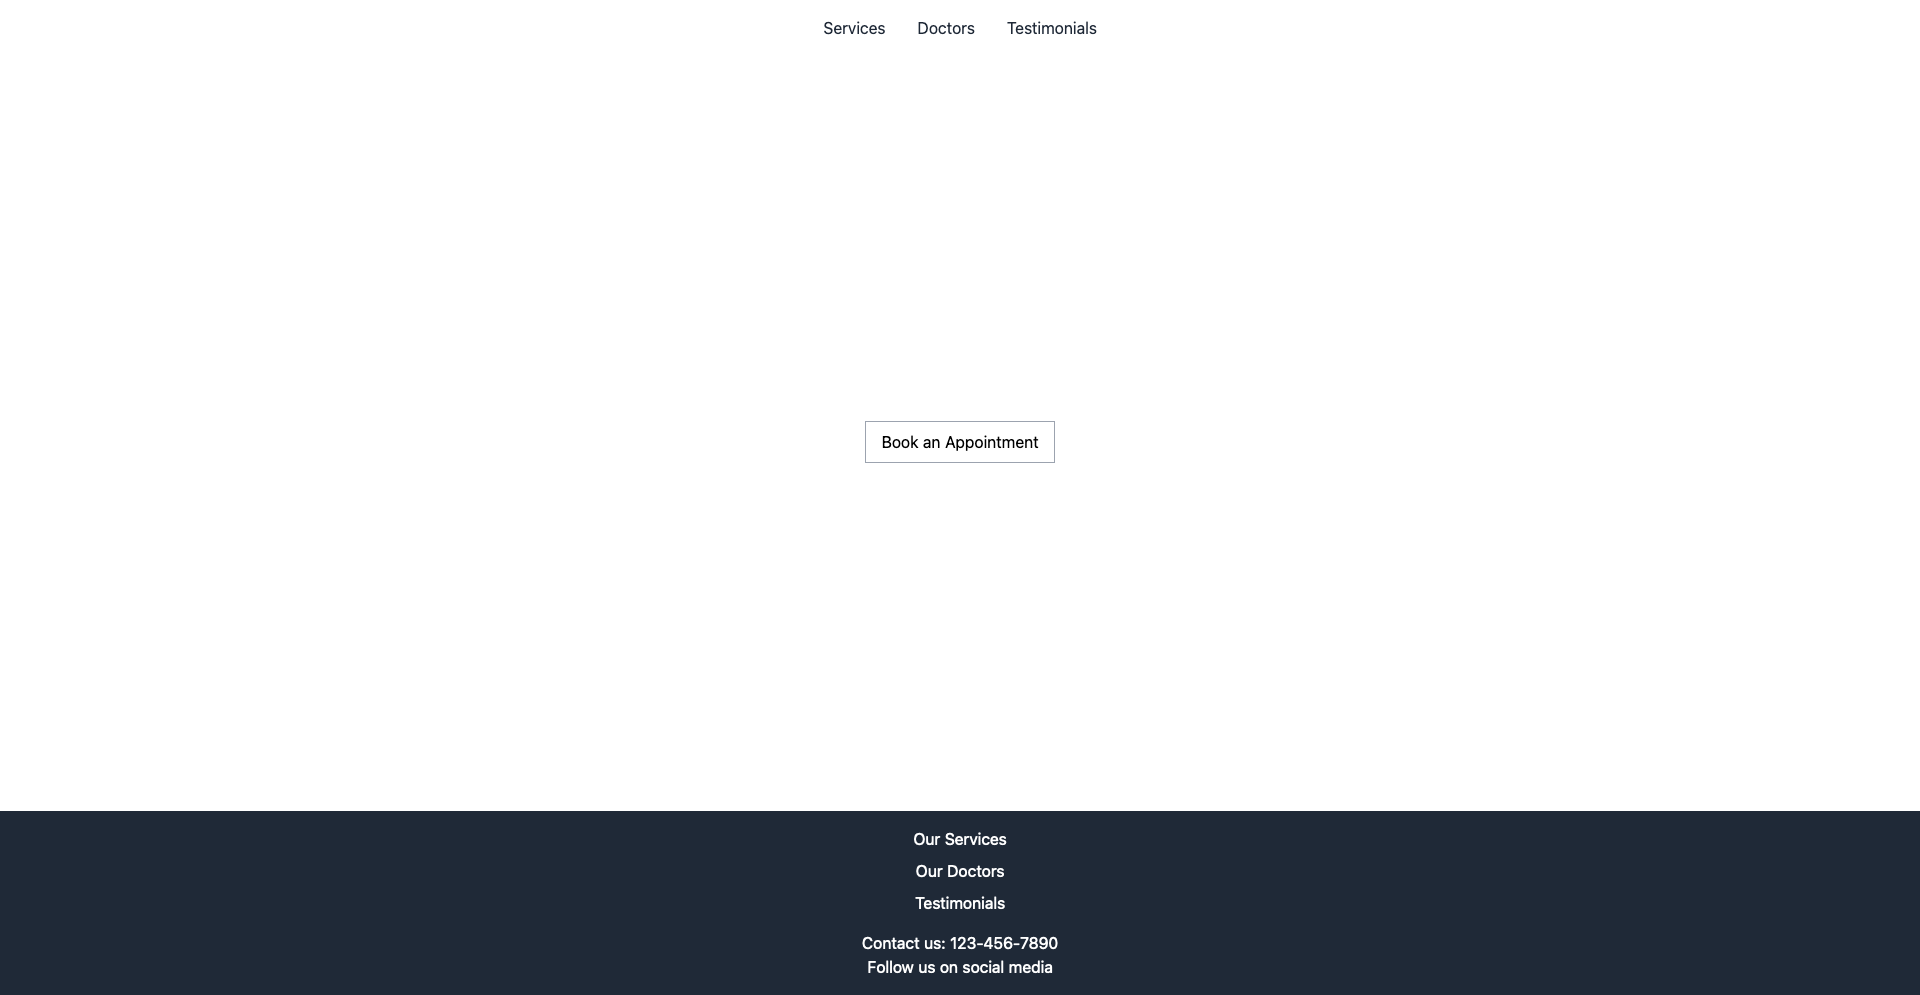 Services Doctors Testimonials
Book an Appointment
Our Services
Our Doctors
Testimonials
Contact us: 123-456-7890
Follow us on social media